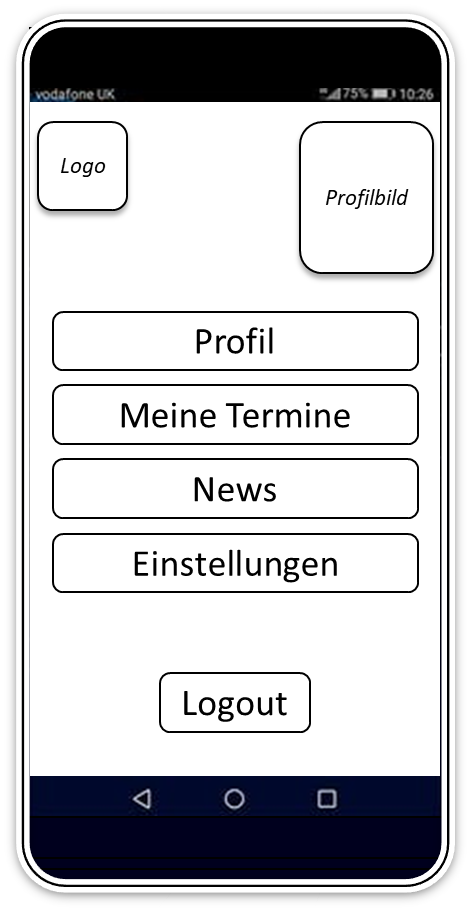 vodafone UK 75% 10:26
Logo
Profilbild
Profil
Meine Termine
News
Einstellungen
Logout